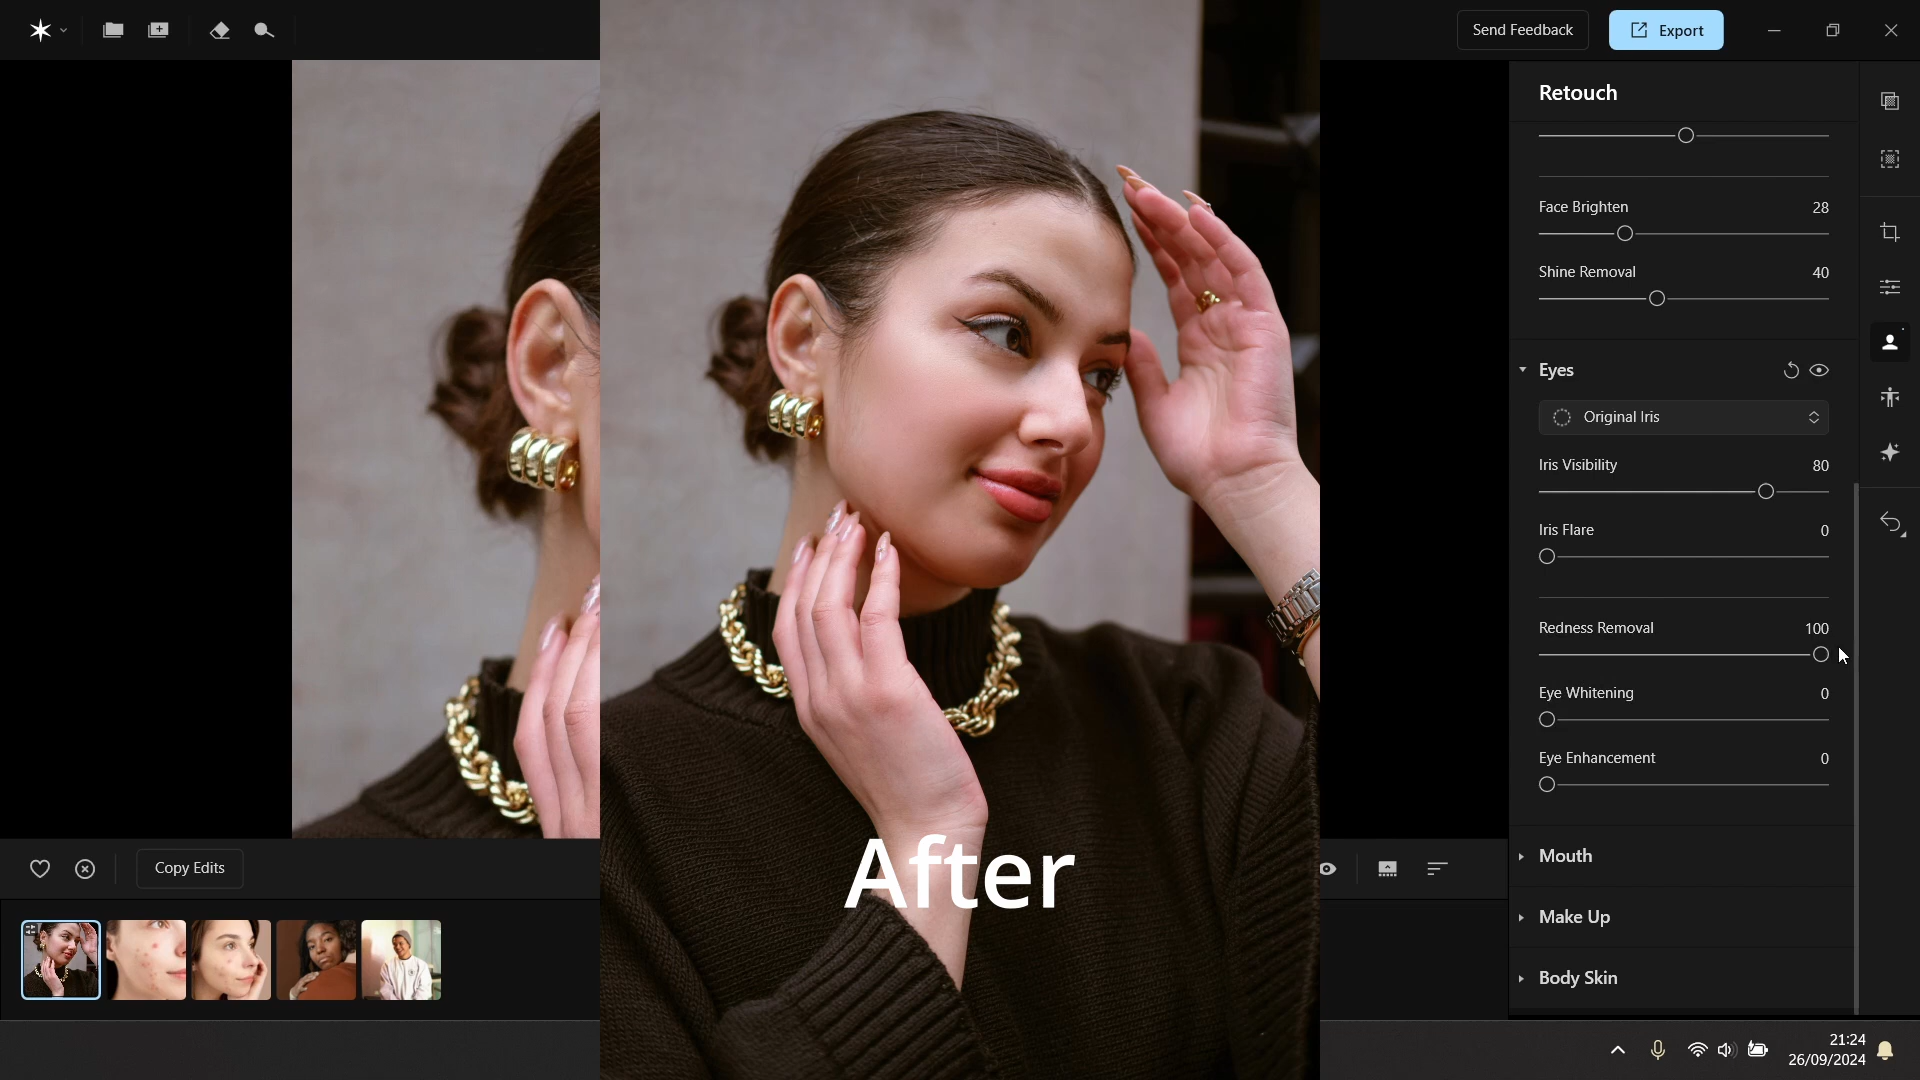 Send Feedback
Export
Retouch
Face Brighten 28
Shine Removal 40
Eyes
Original Iris
Iris Visibility 80
Iris Flare 0
Redness Removal 100
Eye Whitening 0
Eye Enhancement 0
Mouth
Make Up
Body Skin
Copy Edits
After
21:24
26/09/2024